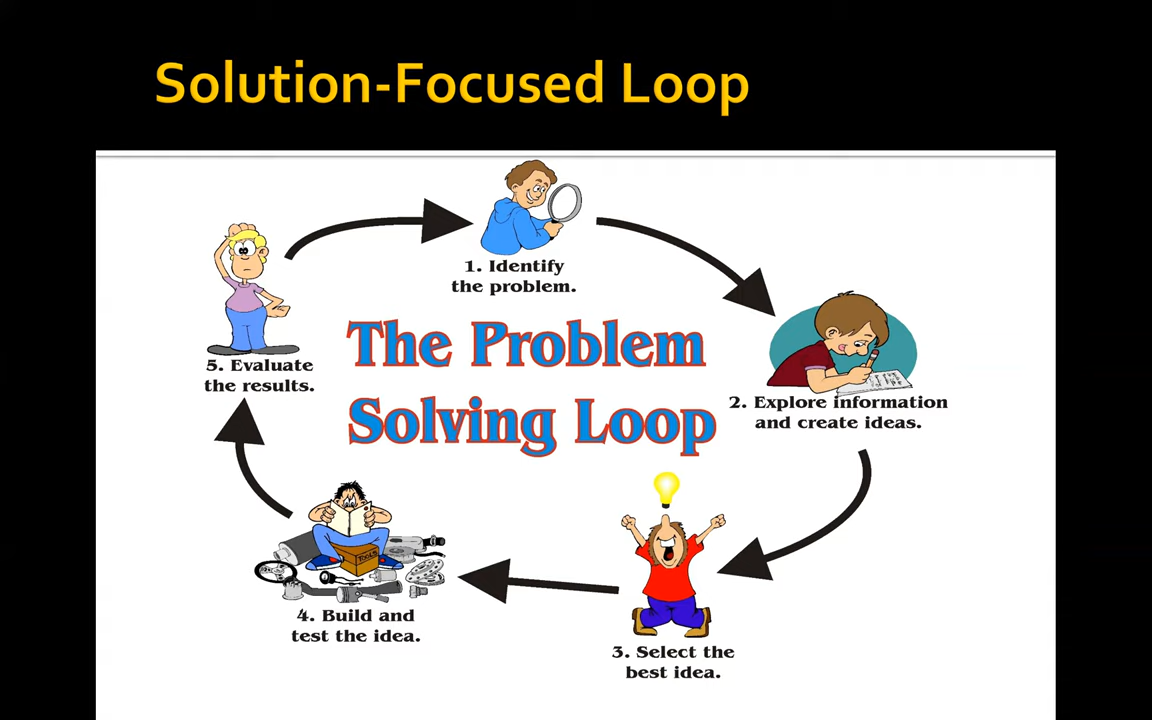 Solution-Focused Loop
1. Identify
the problem.
The Problem
Solving Loop
2. Explore information
and create ideas.
3. Select the
best idea.
4. Build and
test the idea.
TOOLS
5. Evaluate
the results.